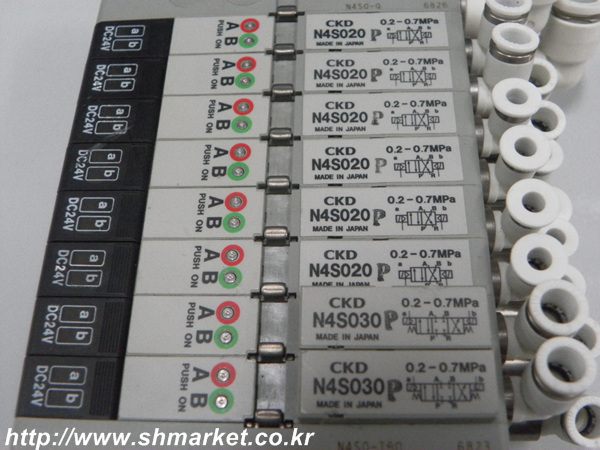 N4S0-Q 6826
a b DC24V A B PUSH ON CKD N4S020 P 0.2-0.7MPa a A B b P R MADE IN JAPAN
a b DC24V A B PUSH ON CKD N4S020 P 0.2-0.7MPa a A B b P R MADE IN JAPAN
a b DC24V A B PUSH ON CKD N4S020 P 0.2-0.7MPa a A B b P R MADE IN JAPAN
a b DC24V A B PUSH ON CKD N4S020 P 0.2-0.7MPa a A B b P R MADE IN JAPAN
a b DC24V A B PUSH ON CKD N4S020 P 0.2-0.7MPa a A B b P R MADE IN JAPAN
a b DC24V A B PUSH ON CKD N4S020 P 0.2-0.7MPa a A B b P R MADE IN JAPAN
a b DC24V A B PUSH ON CKD N4S030 P 0.2-0.7MPa MADE IN JAPAN
a b DC24V A B PUSH ON CKD N4S030 P 0.2-0.7MPa MADE IN JAPAN
6823
http://www.shmarket.co.kr